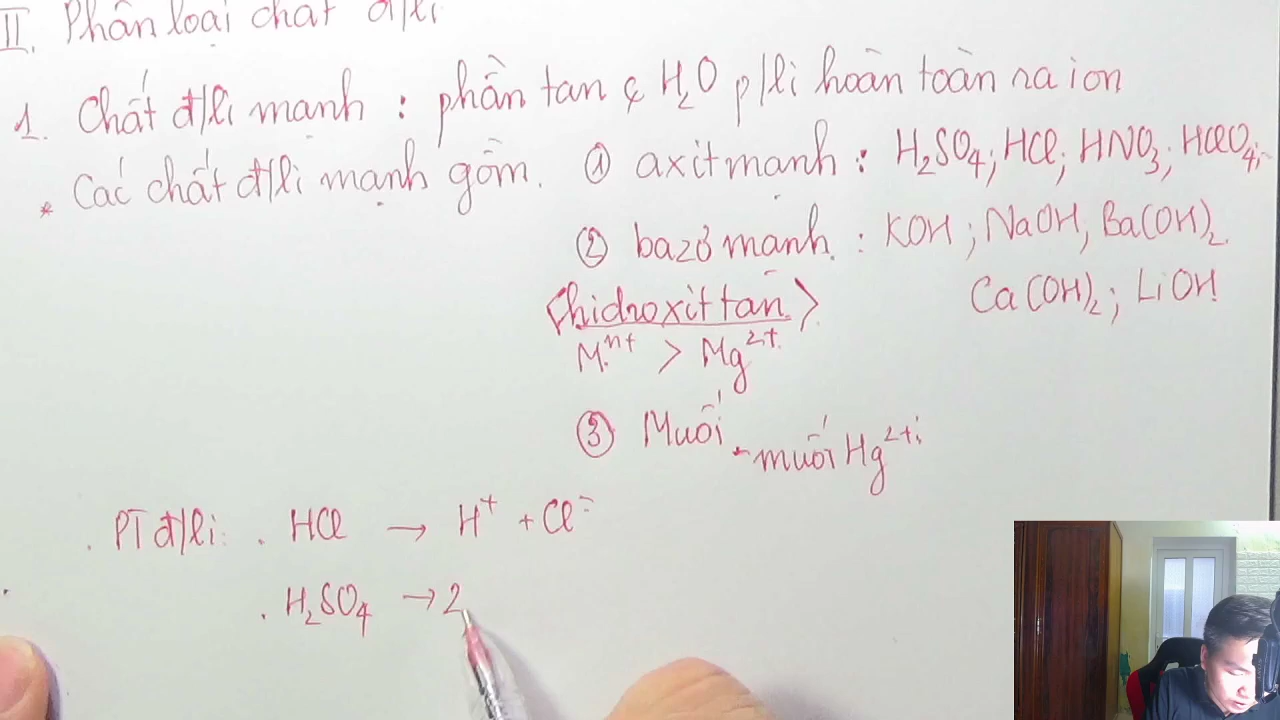 II. Phân loại chất đ/li
1. Chất đ/li mạnh : phân tan ç H₂O p/li hoàn toàn ra ion
* Các chất đ/li mạnh gồm. ① axit mạnh : H₂SO₄; HCl; HNO₃; HClO₄;
② bazơ mạnh. : KOH ; NaOH, Ba(OH)₂.
Ca(OH)₂; LiOH
<hidroxit tan>
Mⁿ⁺ > Mg²⁺.
③ Muối. - muối Hg²⁺;
. PT đ/li: . HCl → H⁺ + Cl⁻
. H₂SO₄ → 2